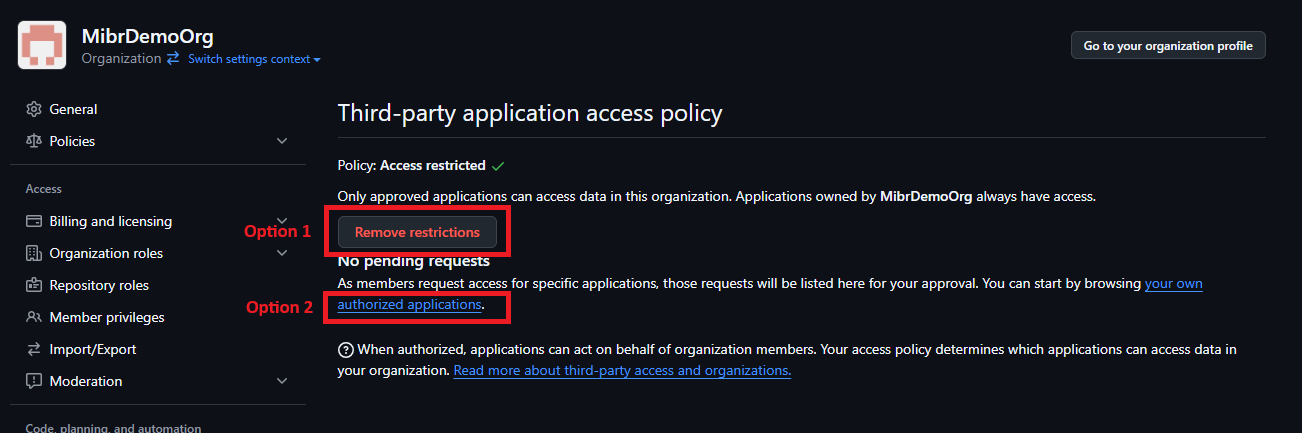 MibrDemoOrg
Organization Switch settings context
Go to your organization profile
General
Policies
Access
Billing and licensing
Organization roles
Repository roles
Member privileges
Import/Export
Moderation
Code, planning, and automation
Third-party application access policy
Policy: Access restricted
Only approved applications can access data in this organization. Applications owned by MibrDemoOrg always have access.
Option 1
Remove restrictions
No pending requests
As members request access for specific applications, those requests will be listed here for your approval. You can start by browsing your own
Option 2
authorized applications.
When authorized, applications can act on behalf of organization members. Your access policy determines which applications can access data in
your organization. Read more about third-party access and organizations.